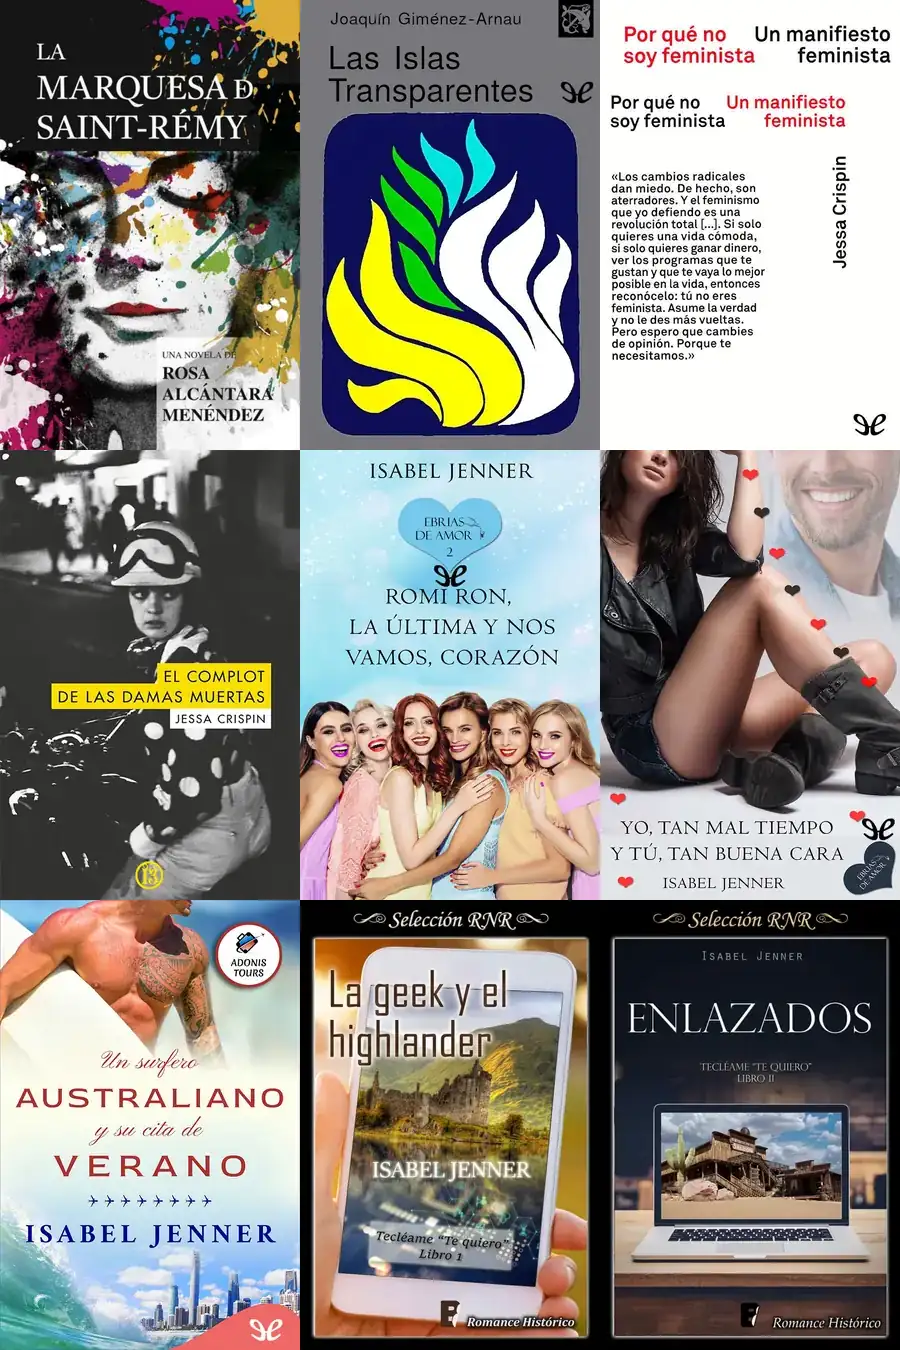 LA
MARQUESA DE
SAINT-RÉMY
UNA NOVELA DE
ROSA
ALCÁNTARA
MENÉNDEZ
Joaquín Giménez-Arnau
Las Islas
Transparentes
Por qué no
soy feminista
Un manifiesto
feminista
Por qué no
soy feminista
Un manifiesto
feminista
«Los cambios radicales
dan miedo. De hecho, son
aterradores. Y el feminismo
que yo defiendo es una
revolución total [...]. Si solo
quieres una vida cómoda,
si solo quieres ganar dinero,
ver los programas que te
gustan y que te vaya lo mejor
posible en la vida, entonces
reconócelo: tú no eres
feminista. Asume la verdad
y no le des más vueltas.
Pero espero que cambies
de opinión. Porque te
necesitamos.»
Jessa Crispin
EL COMPLOT
DE LAS DAMAS MUERTAS
JESSA CRISPIN
13
ISABEL JENNER
EBRIAS
DE AMOR
2
ROMI RON,
LA ÚLTIMA Y NOS
VAMOS, CORAZÓN
YO, TAN MAL TIEMPO
Y TÚ, TAN BUENA CARA
ISABEL JENNER
EBRIAS
DE AMOR
ADONIS
TOURS
Un surfero
AUSTRALIANO
y su cita de
VERANO
ISABEL JENNER
Selección RNR
La geek y el
highlander
ISABEL JENNER
Tecléame "Te quiero"
Libro 1
B
Romance Histórico
Selección RNR
ISABEL JENNER
ENLAZADOS
TECLÉAME "TE QUIERO"
LIBRO II
B
Romance Histórico